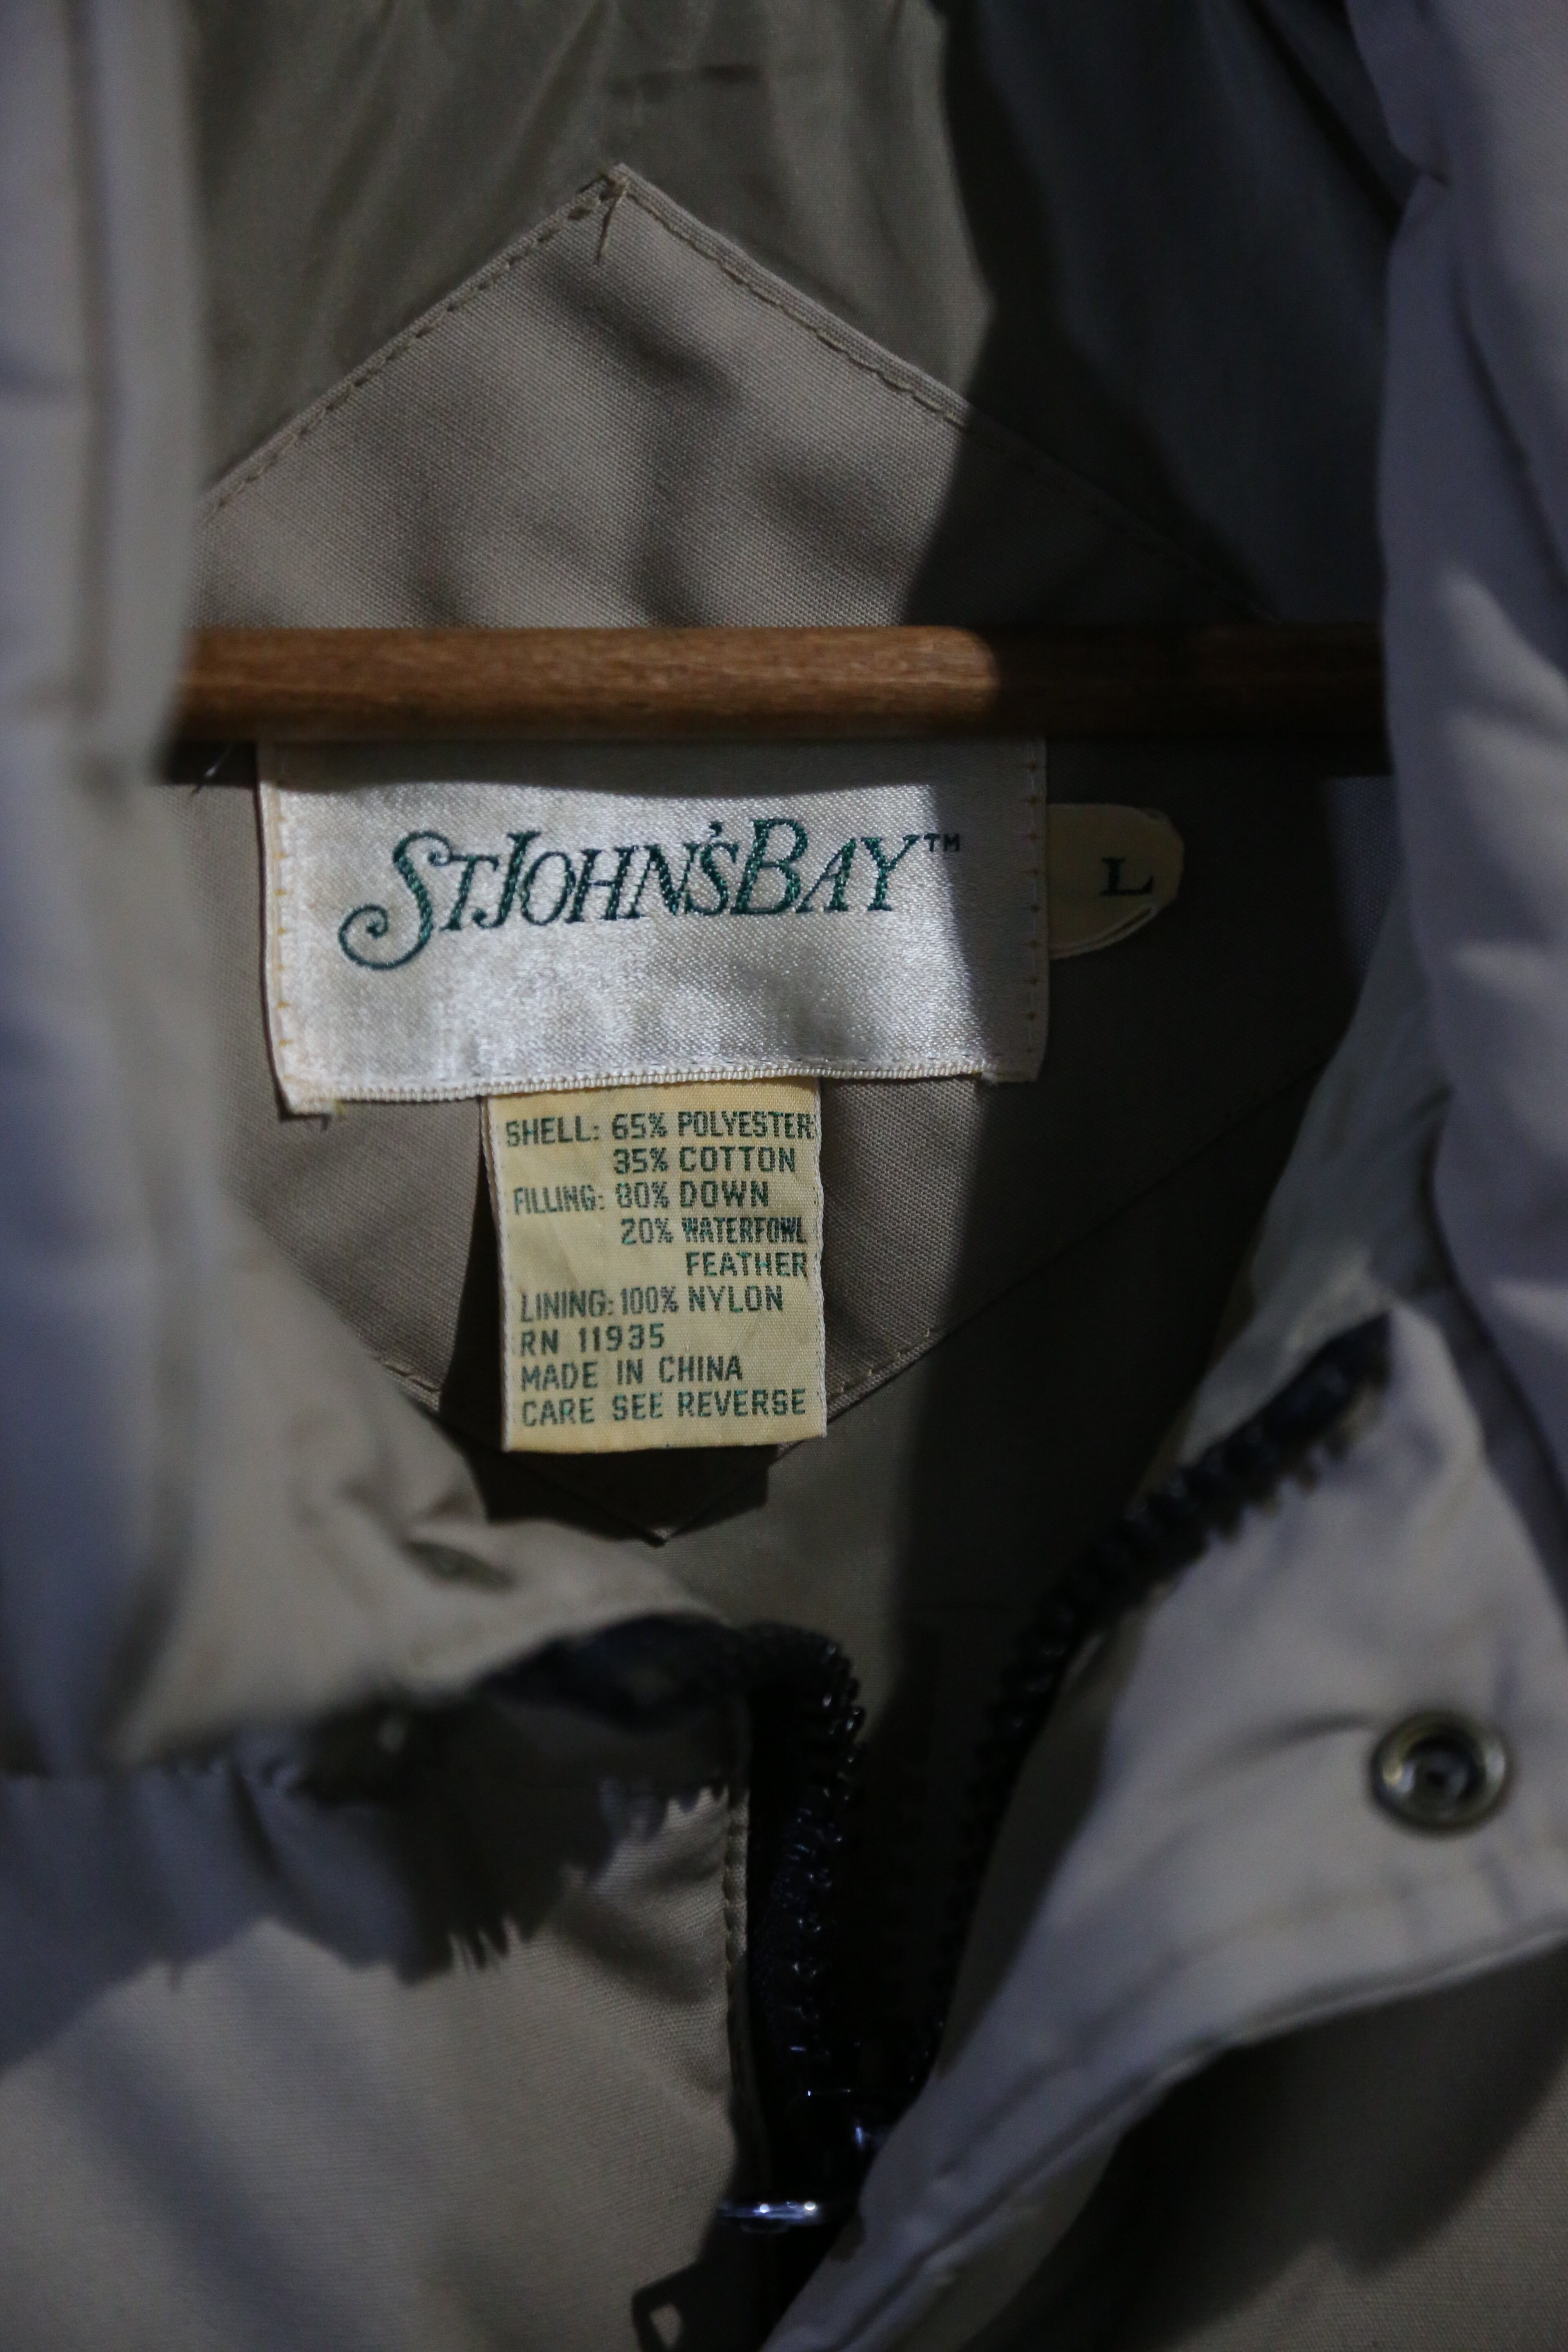 ST JOHN'S BAY™
L
SHELL: 65% POLYESTER
35% COTTON
FILLING: 80% DOWN
20% WATERFOWL
FEATHER
LINING: 100% NYLON
RN 11935
MADE IN CHINA
CARE SEE REVERSE